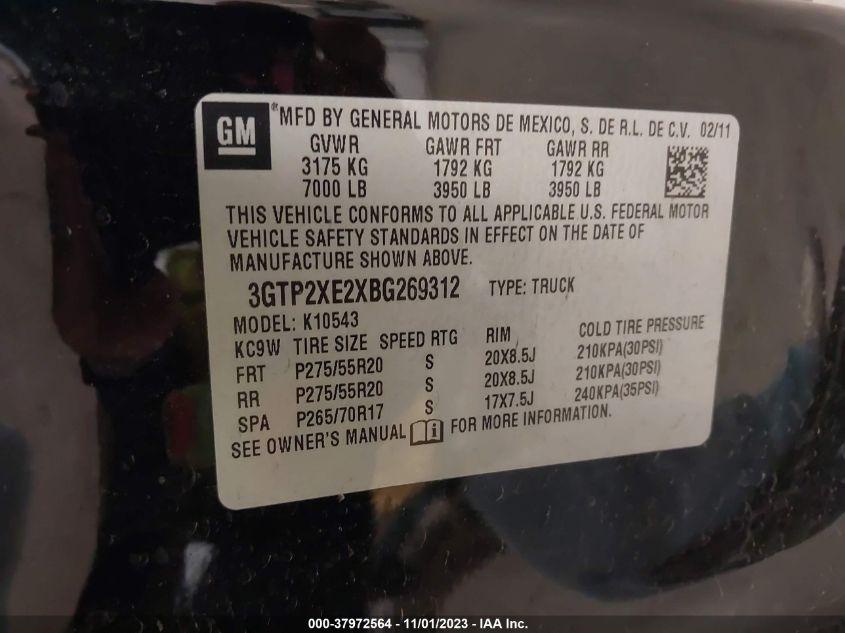 GM ® MFD BY GENERAL MOTORS DE MEXICO, S. DE R.L. DE C.V. 02/11
GVWR GAWR FRT GAWR RR
3175 KG 1792 KG 1792 KG
7000 LB 3950 LB 3950 LB
THIS VEHICLE CONFORMS TO ALL APPLICABLE U.S. FEDERAL MOTOR
VEHICLE SAFETY STANDARDS IN EFFECT ON THE DATE OF
MANUFACTURE SHOWN ABOVE.
3GTP2XE2XBG269312 TYPE: TRUCK
MODEL: K10543
KC9W TIRE SIZE SPEED RTG RIM COLD TIRE PRESSURE
FRT P275/55R20 S 20X8.5J 210KPA(30PSI)
RR P275/55R20 S 20X8.5J 210KPA(30PSI)
SPA P265/70R17 S 17X7.5J 240KPA(35PSI)
SEE OWNER'S MANUAL FOR MORE INFORMATION.
000-37972564 - 11/01/2023 - IAA Inc.